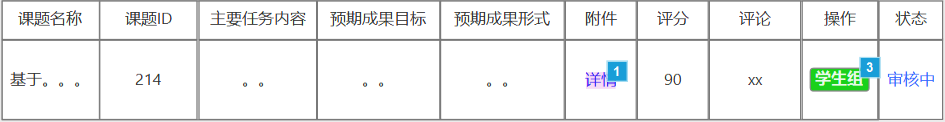 课题名称 课题ID 主要任务内容 预期成果目标 预期成果形式 附件 评分 评论 操作 状态
基于。。。 214 。。 。。 。。 详情 1 90 xx 学生组 3 审核中